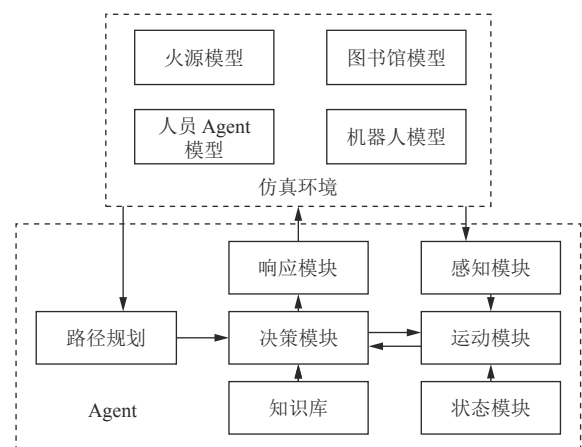 火源模型
图书馆模型
人员 Agent
模型
机器人模型
仿真环境
响应模块
感知模块
路径规划
决策模块
运动模块
Agent
知识库
状态模块